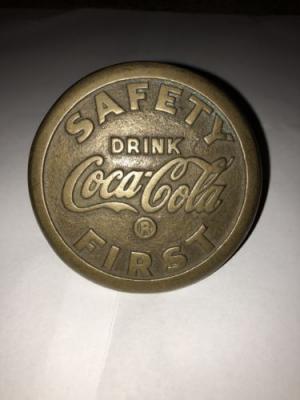 SAFETY
DRINK
Coca-Cola
®
FIRST